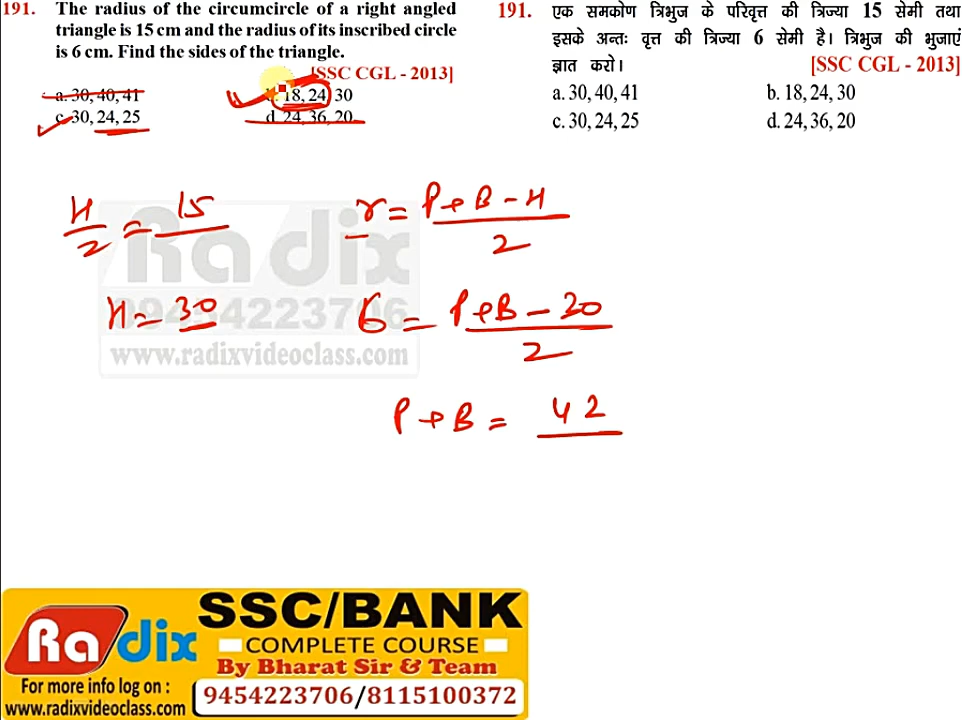 191. The radius of the circumcircle of a right angled
triangle is 15 cm and the radius of its inscribed circle
is 6 cm. Find the sides of the triangle.
[SSC CGL - 2013]
a. 30, 40, 41 b. 18, 24, 30
c. 30, 24, 25 d. 24, 36, 20
191. एक समकोण त्रिभुज के परिवृत्त की त्रिज्या 15 सेमी तथा
इसके अन्तः वृत्त की त्रिज्या 6 सेमी है। त्रिभुज की भुजाएं
ज्ञात करो। [SSC CGL - 2013]
a. 30, 40, 41 b. 18, 24, 30
c. 30, 24, 25 d. 24, 36, 20
H/2 = 15 r = P+B-H/2
H = 30 6 = P+B-30/2
P+B = 42
Radix
09454223706
www.radixvideoclass.com
Radix
SSC/BANK
COMPLETE COURSE
By Bharat Sir & Team
For more info log on :
www.radixvideoclass.com
9454223706/8115100372